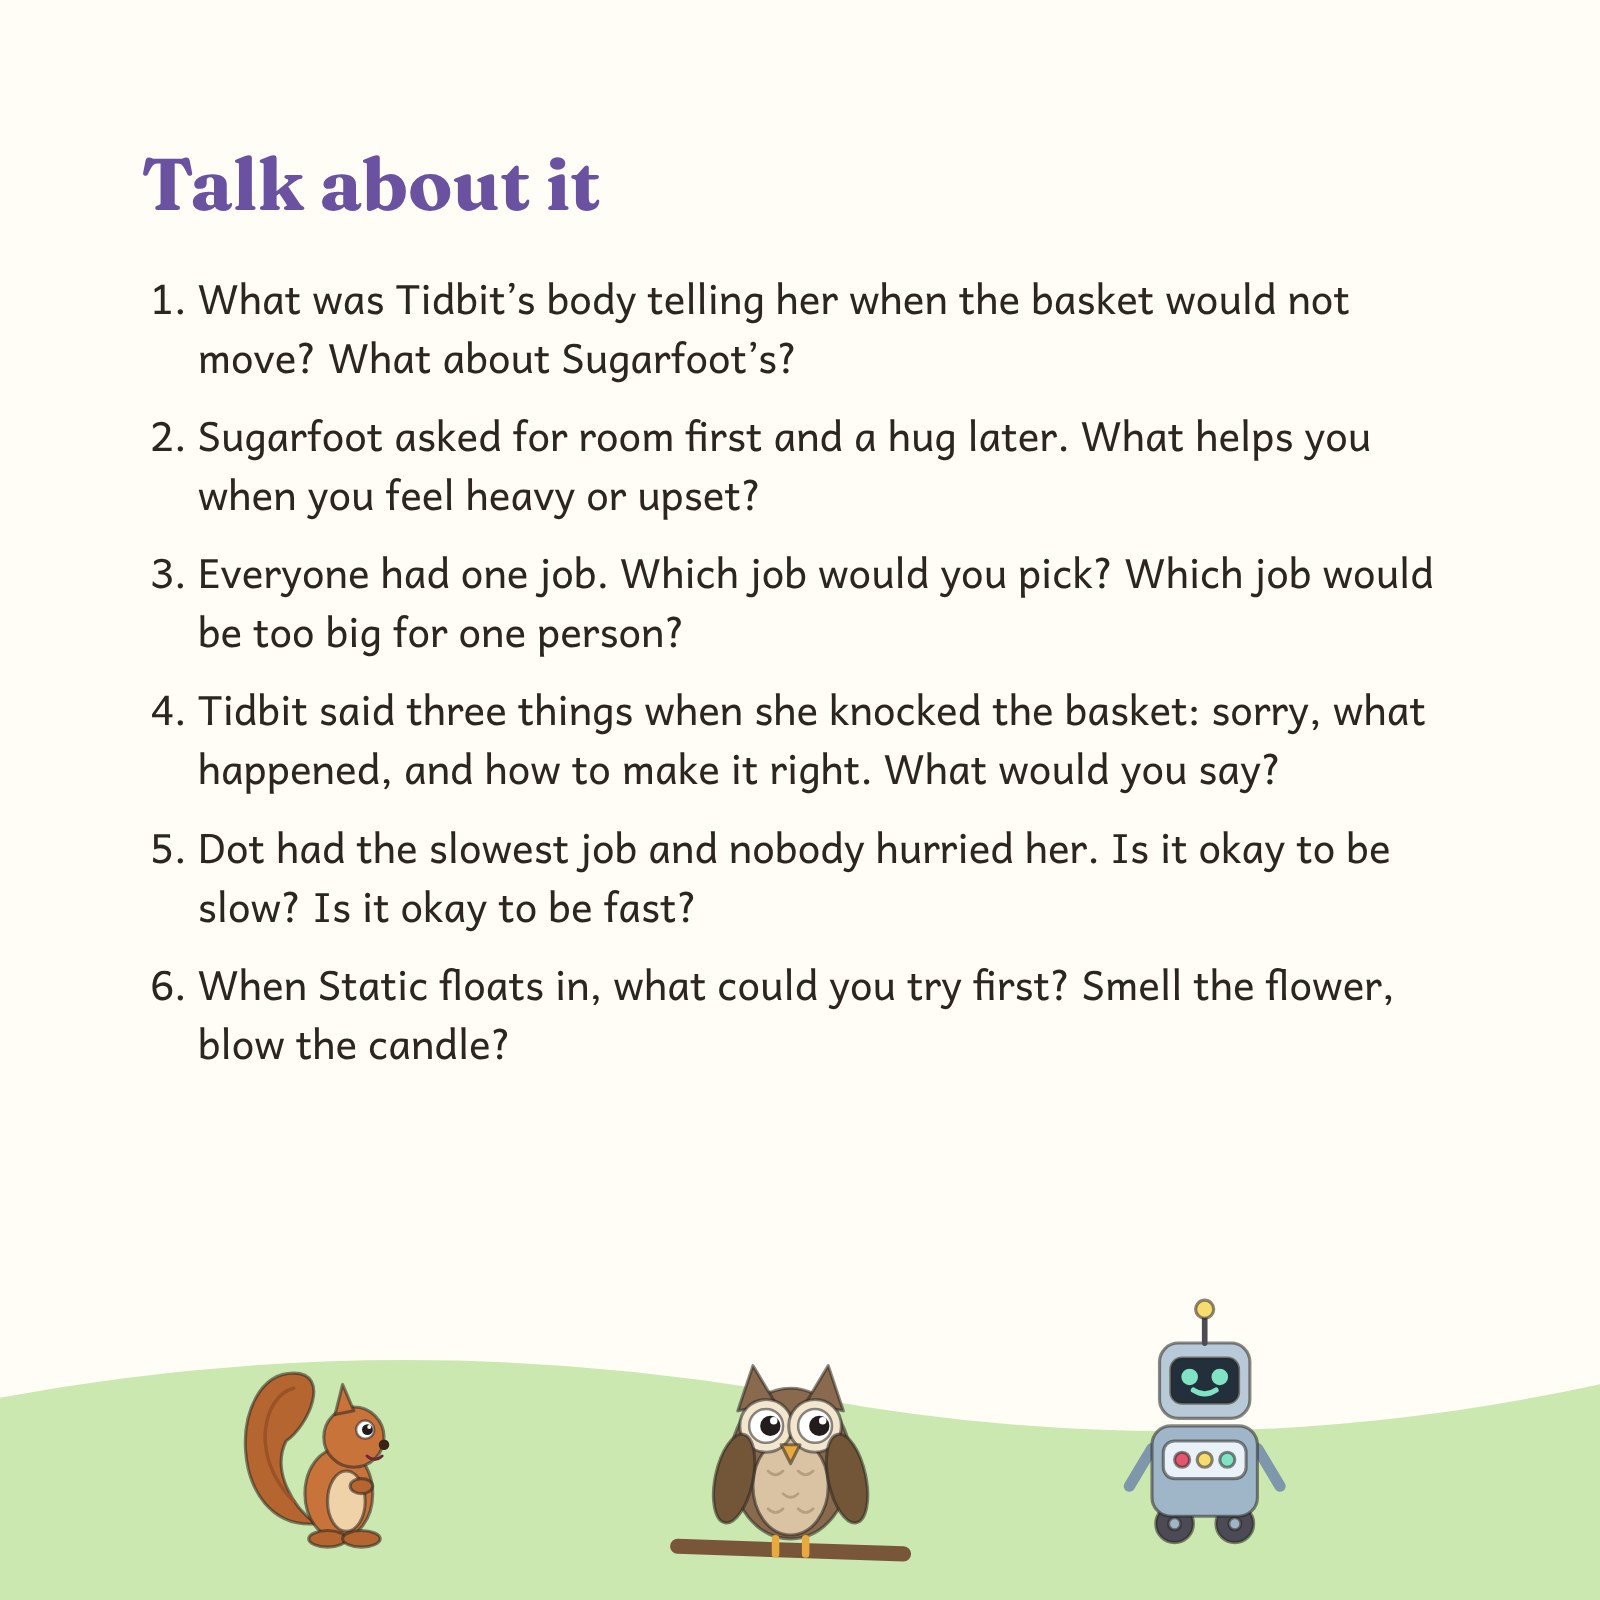 Talk about it
1. What was Tidbit’s body telling her when the basket would not
move? What about Sugarfoot’s?
2. Sugarfoot asked for room first and a hug later. What helps you
when you feel heavy or upset?
3. Everyone had one job. Which job would you pick? Which job would
be too big for one person?
4. Tidbit said three things when she knocked the basket: sorry, what
happened, and how to make it right. What would you say?
5. Dot had the slowest job and nobody hurried her. Is it okay to be
slow? Is it okay to be fast?
6. When Static floats in, what could you try first? Smell the flower,
blow the candle?